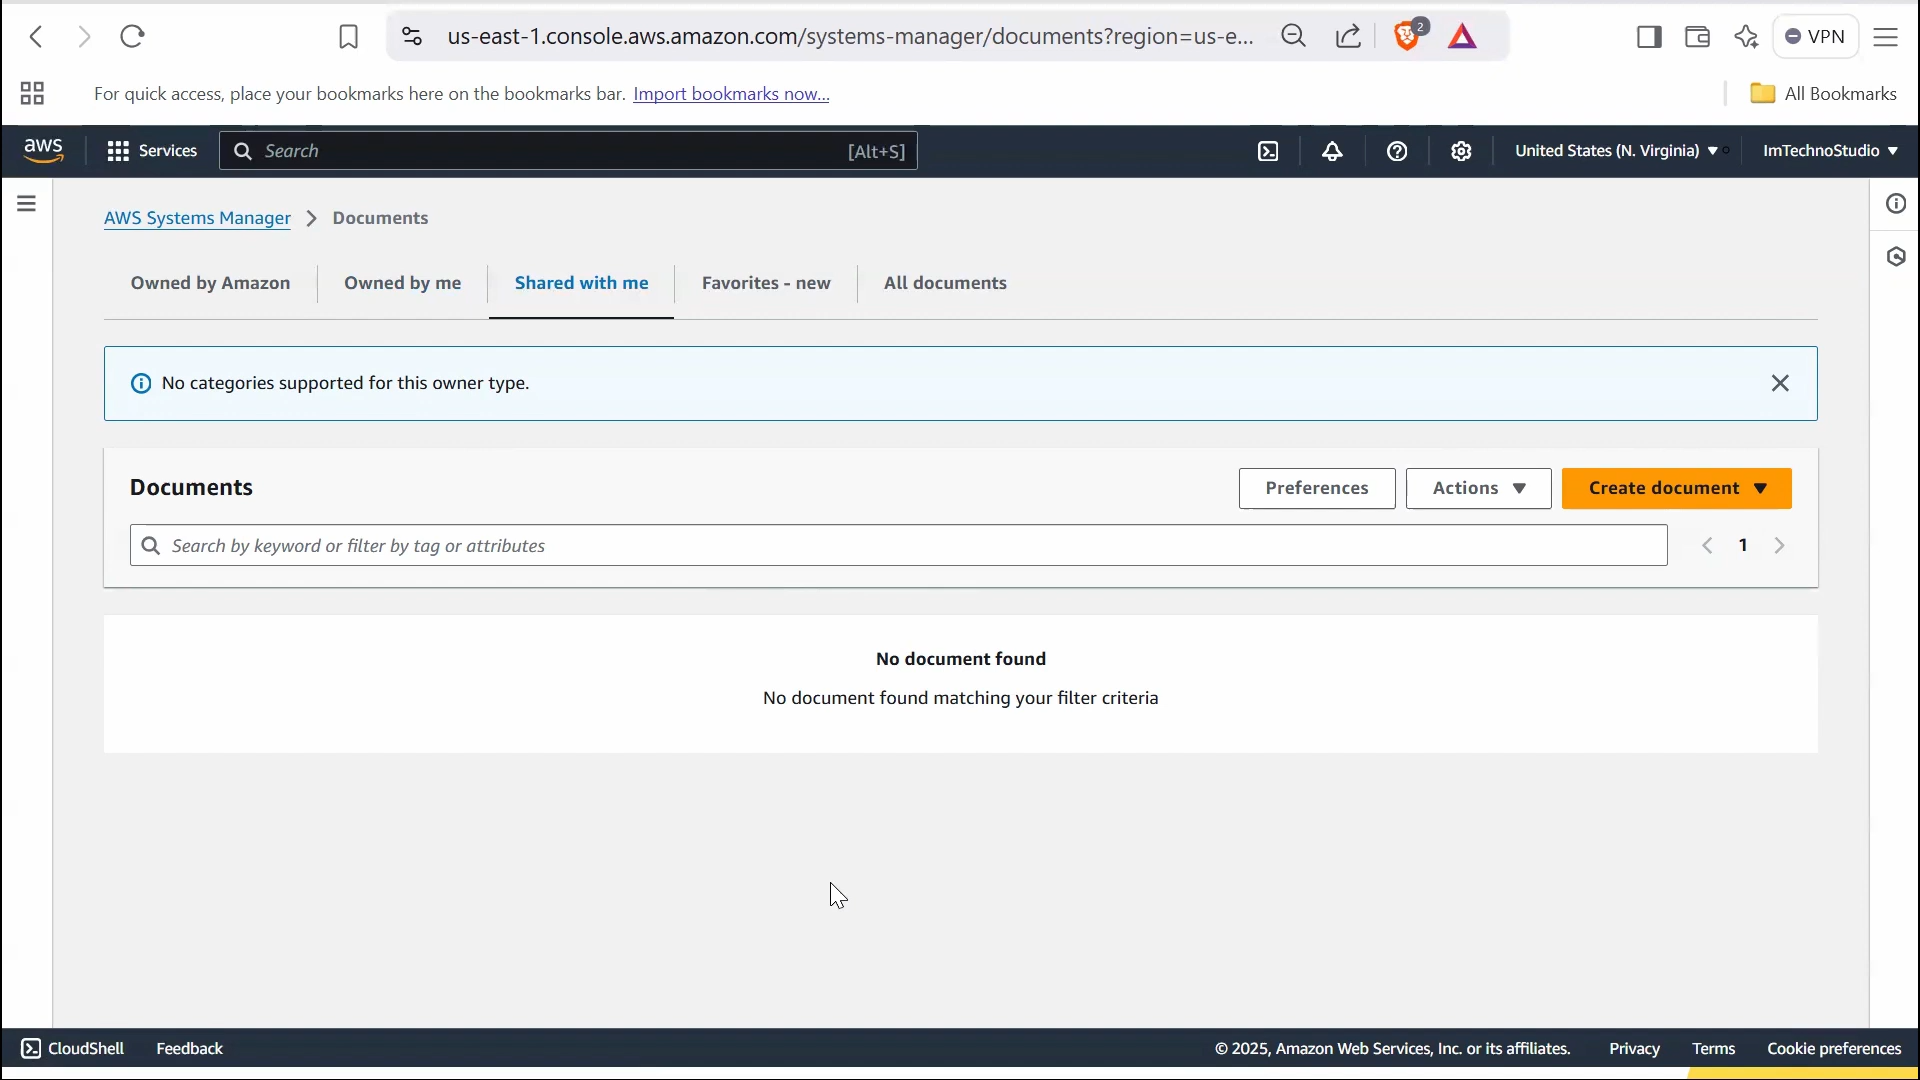 us-east-1.console.aws.amazon.com/systems-manager/documents?region=us-e...
2
VPN
For quick access, place your bookmarks here on the bookmarks bar. Import bookmarks now...
All Bookmarks
aws
Services
Search
[Alt+S]
United States (N. Virginia)
ImTechnoStudio
AWS Systems Manager
Documents
Owned by Amazon
Owned by me
Shared with me
Favorites - new
All documents
No categories supported for this owner type.
Documents
Preferences
Actions
Create document
Search by keyword or filter by tag or attributes
1
No document found
No document found matching your filter criteria
CloudShell
Feedback
© 2025, Amazon Web Services, Inc. or its affiliates.
Privacy
Terms
Cookie preferences